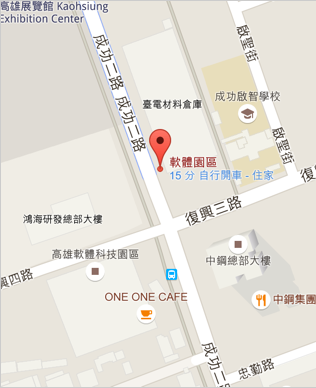 高雄展覽館 Kaohsiung
Exhibition Center
成功二路
成功二路
啟聖街
臺電材料倉庫
成功啟智學校
啟聖街
軟體園區
15 分 自行開車 - 住家
復
復興三路
鴻海研發總部大樓
高雄軟體科技園區
中鋼總部大樓
興四路
ONE ONE CAFE
中鋼集團
成功二
忠勤路